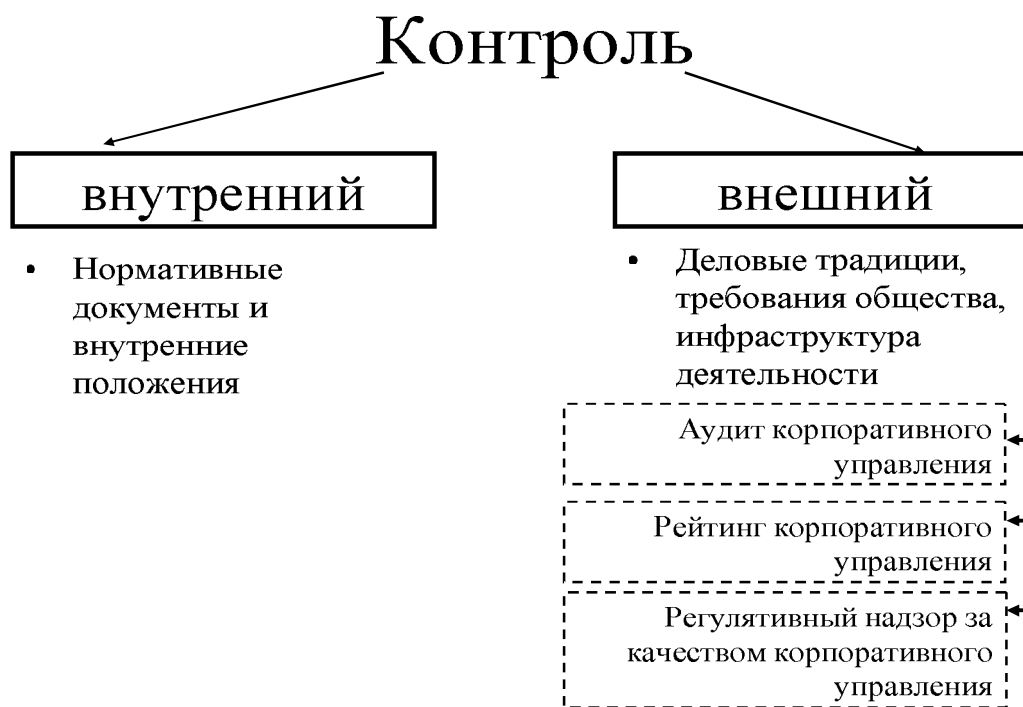 Контроль
внутренний
• Нормативные
документы и
внутренние
положения
внешний
• Деловые традиции,
требования общества,
инфраструктура
деятельности
Аудит корпоративного
управления
Рейтинг корпоративного
управления
Регулятивный надзор за
качеством корпоративного
управления